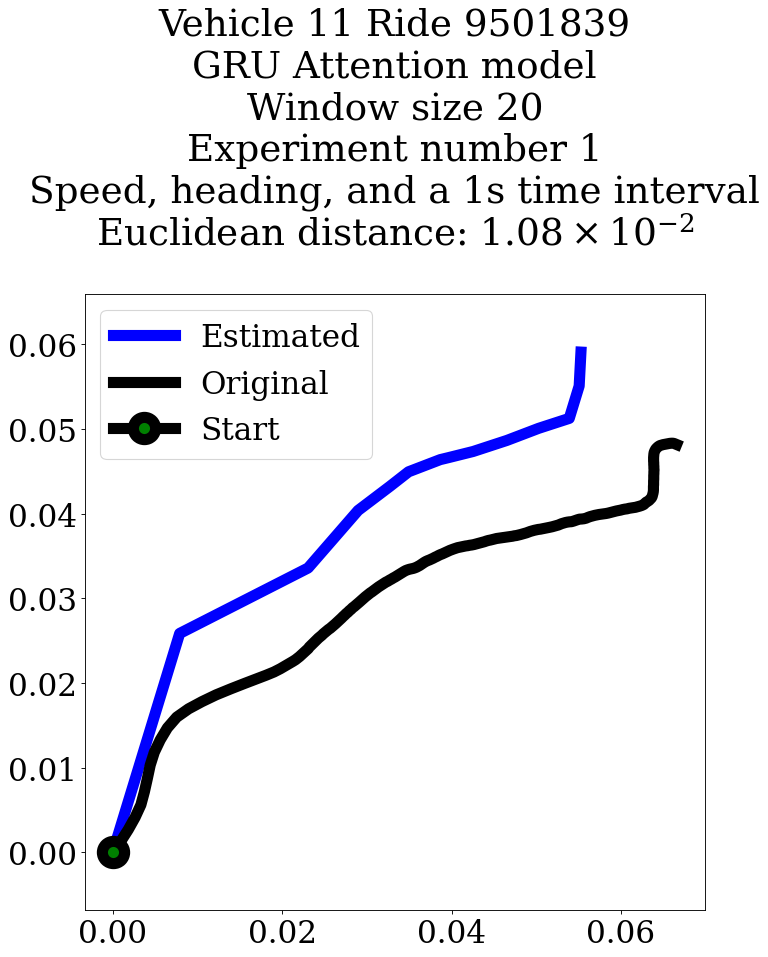 Vehicle 11 Ride 9501839
GRU Attention model
Window size 20
Experiment number 1
Speed, heading, and a 1s time interval
Euclidean distance: 1.08 × 10⁻²
Estimated
Original
Start
0.06
0.05
0.04
0.03
0.02
0.01
0.00
0.00 0.02 0.04 0.06